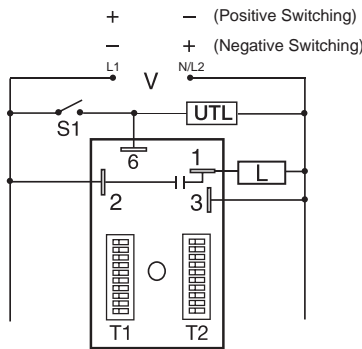 + − (Positive Switching)
− + (Negative Switching)
L1 V N/L2
S1 UTL
6 1 L
2 3
T1 T2